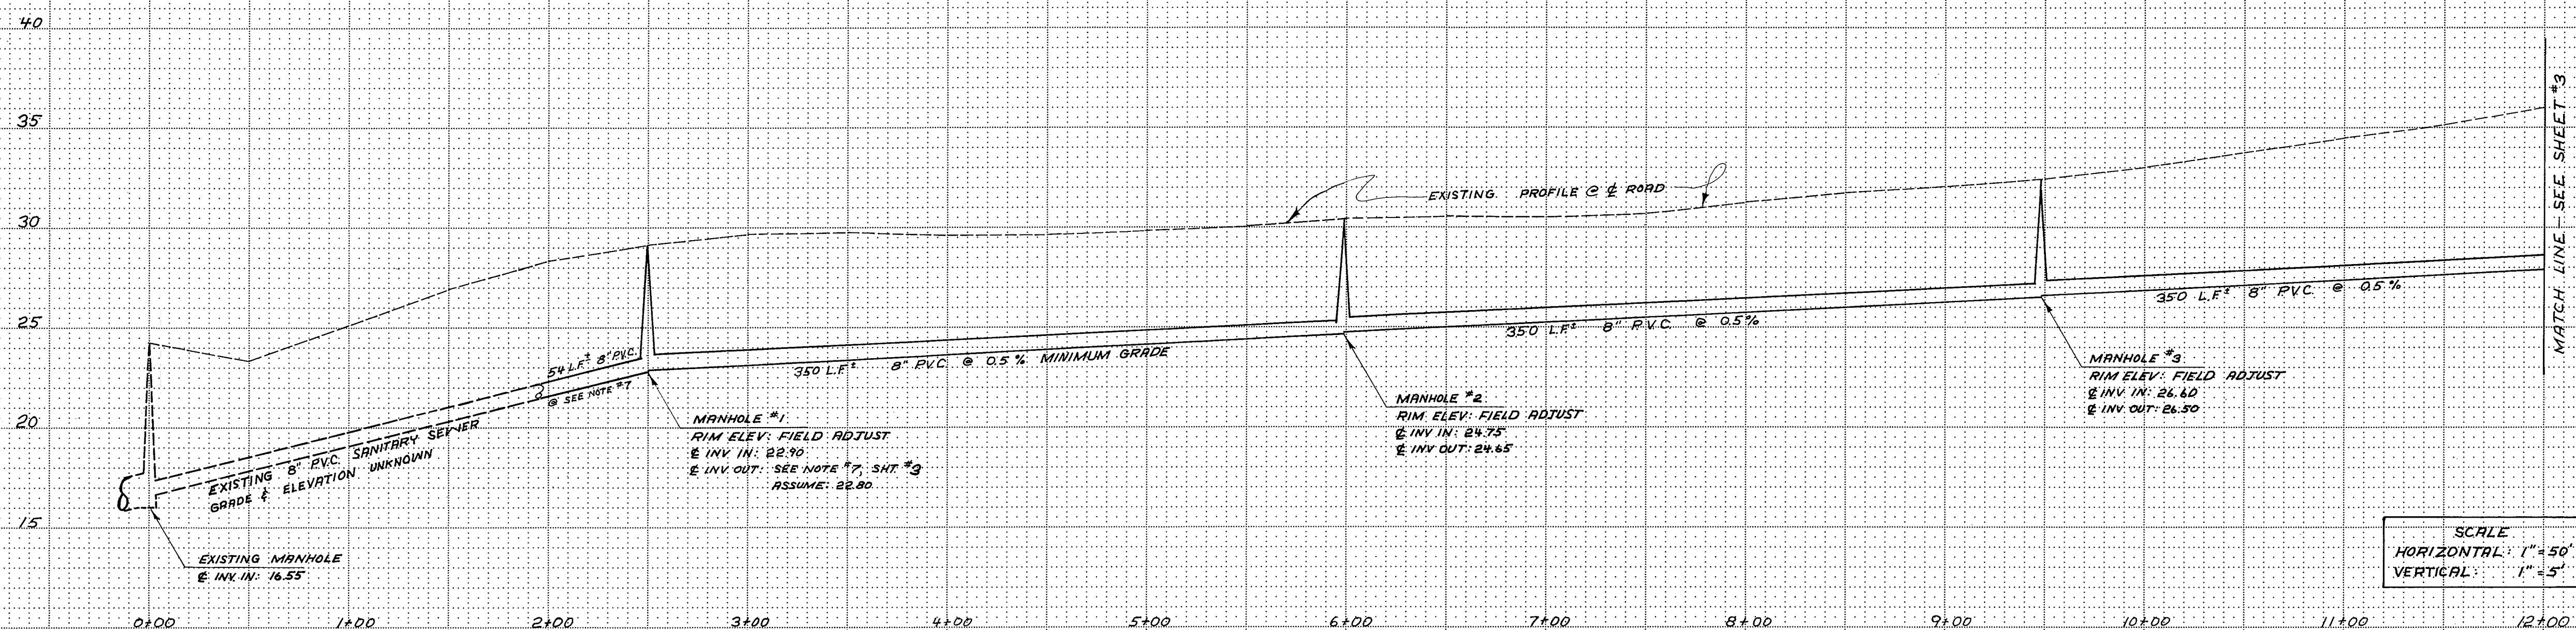 40
35
30
25
20
15
EXISTING PROFILE @ ℄ ROAD
MATCH LINE - SEE SHEET #3
54 L.F.± 8" P.V.C.
@ SEE NOTE #7
350 L.F.± 8" P.V.C. @ 0.5% MINIMUM GRADE
350 L.F.± 8" P.V.C. @ 0.5%
350 L.F.± 8" P.V.C. @ 0.5%
EXISTING 8" P.V.C. SANITARY SEWER
GRADE & ELEVATION UNKNOWN
EXISTING MANHOLE
℄ INV. IN: 16.55
MANHOLE #1
RIM ELEV: FIELD ADJUST
℄ INV IN: 22.90
℄ INV OUT: SEE NOTE #7, SHT #3
ASSUME: 22.80
MANHOLE #2
RIM ELEV: FIELD ADJUST
℄ INV IN: 24.75
℄ INV OUT: 24.65
MANHOLE #3
RIM ELEV: FIELD ADJUST
℄ INV IN: 26.60
℄ INV OUT: 26.50
SCALE
HORIZONTAL: 1"=50'
VERTICAL: 1"=5'
0+00 1+00 2+00 3+00 4+00 5+00 6+00 7+00 8+00 9+00 10+00 11+00 12+00